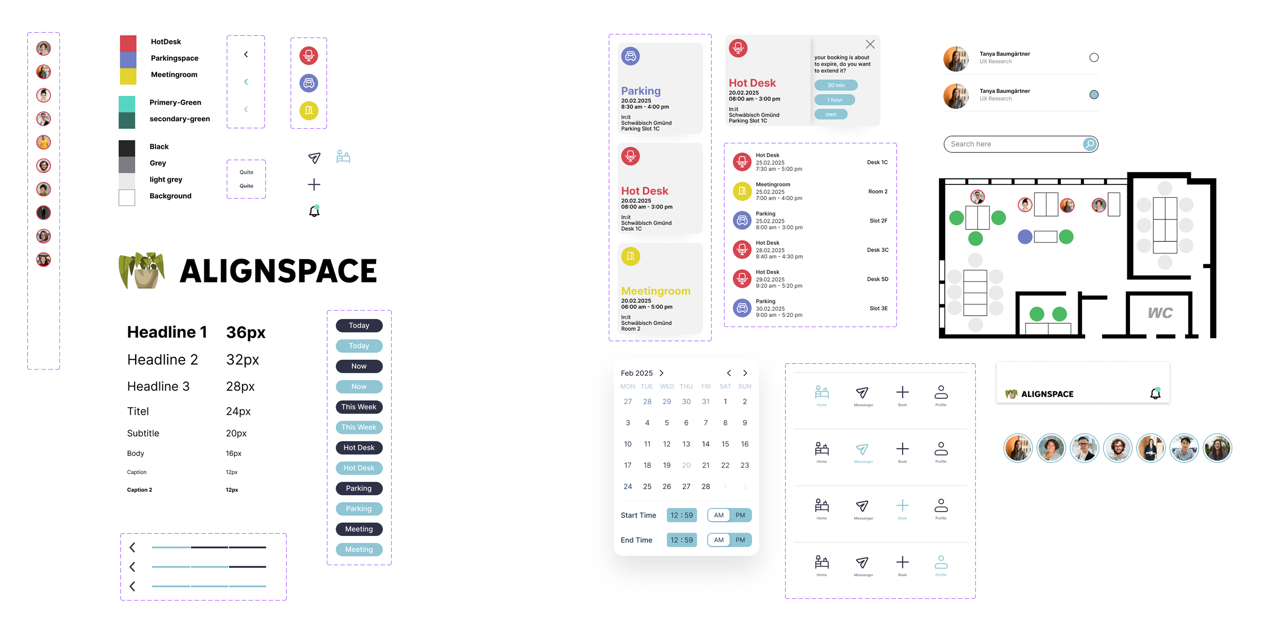 HotDesk
Parkingspace
Meetingroom
Primery-Green
secondary-green
Black
Grey
light grey
Background
Quite
Quite
ALIGNSPACE
Headline 1 36px
Headline 2 32px
Headline 3 28px
Titel 24px
Subtitle 20px
Body 16px
Caption 12px
Caption 2 12px
Today
Today
Now
Now
This Week
This Week
Hot Desk
Hot Desk
Parking
Parking
Meeting
Meeting
Parking
20.02.2025
8:30 am - 4:00 pm
In:it
Schwäbisch Gmünd
Parking Slot 1C
Hot Desk
20.02.2025
08:00 am - 3:00 pm
In:it
Schwäbisch Gmünd
Desk 1C
Meetingroom
20.02.2025
06:00 am - 5:00 pm
In:it
Schwäbisch Gmünd
Room 2
Hot Desk
20.02.2025
08:00 am - 3:00 pm
In:it
Schwäbisch Gmünd
Parking Slot 1C
your booking is about
to expire, do you want
to extend it?
30 min
1 hour
own
Hot Desk
25.02.2025
7:30 am - 5:00 pm
Desk 1C
Meetingroom
25.02.2025
7:00 am - 4:00 pm
Room 2
Parking
25.02.2025
8:00 am - 3:00 pm
Slot 2F
Hot Desk
28.02.2025
8:40 am - 4:30 pm
Desk 3C
Hot Desk
29.02.2025
9:20 am - 5:20 pm
Desk 5D
Parking
30.02.2025
9:00 am - 5:20 pm
Slot 3E
Tanya Baumgärtner
UX Research
Tanya Baumgärtner
UX Research
Search here
WC
Feb 2025
MON TUE WED THU FRI SAT SUN
27 28 29 30 31 1 2
3 4 5 6 7 8 9
10 11 12 13 14 15 16
17 18 19 20 21 22 23
24 25 26 27 28 1 2
Start Time 12 : 59 AM PM
End Time 12 : 59 AM PM
Home Messenger Book Profile
Home Messenger Book Profile
Home Messenger Book Profile
Home Messenger Book Profile
ALIGNSPACE